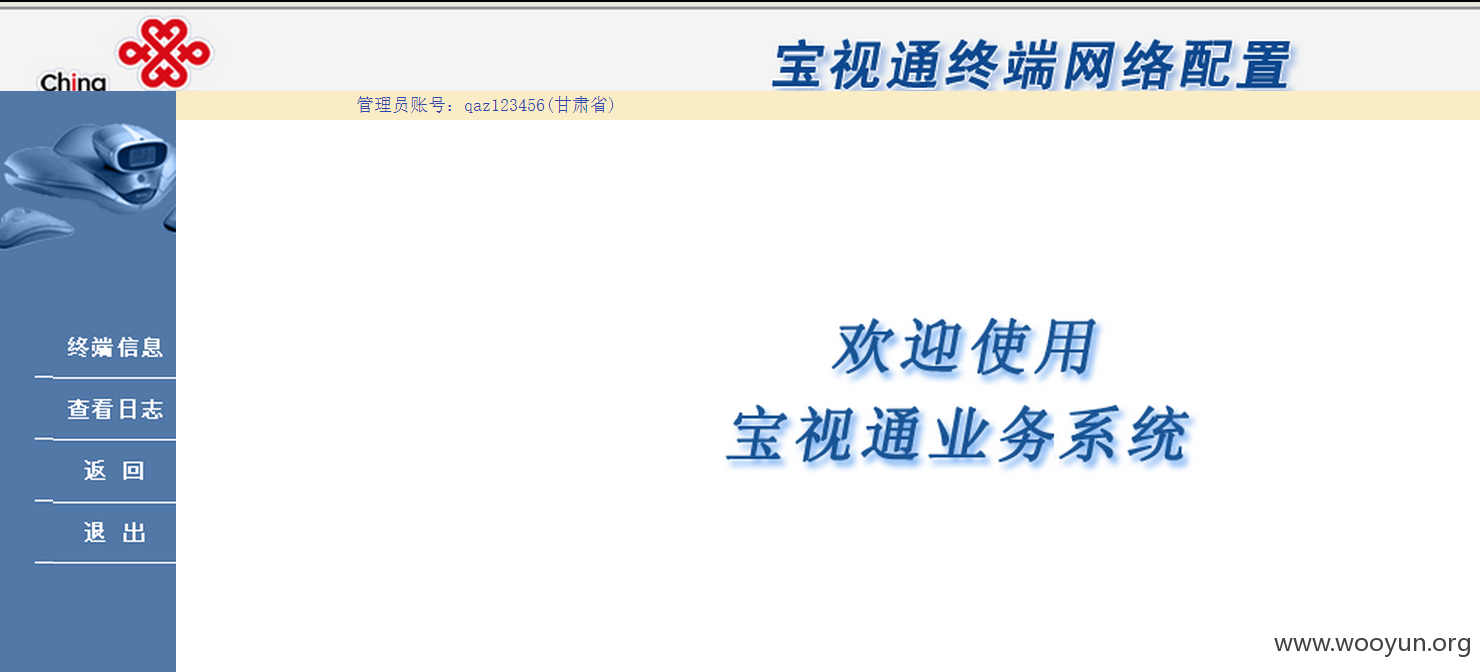 China
宝视通终端网络配置
管理员账号：qaz123456(甘肃省)
终端信息
查看日志
返 回
退 出
欢迎使用
宝视通业务系统
www.wooyun.org